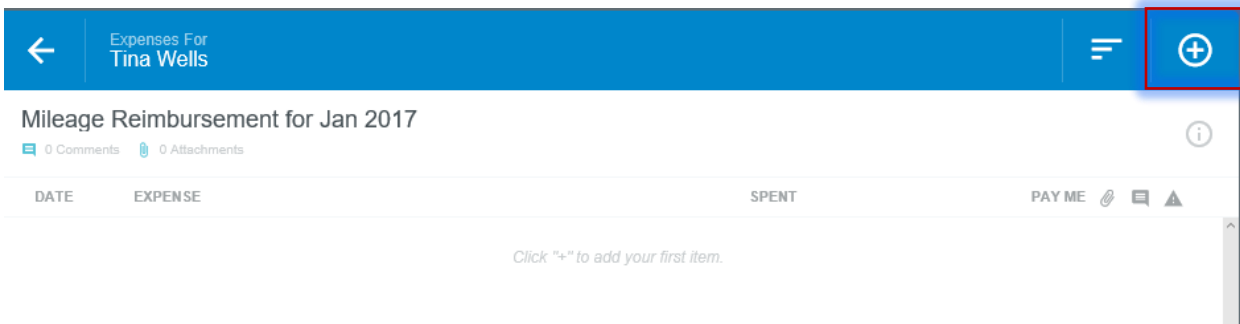 Expenses For
Tina Wells
Mileage Reimbursement for Jan 2017
0 Comments 0 Attachments
DATE EXPENSE SPENT PAY ME
Click "+" to add your first item.